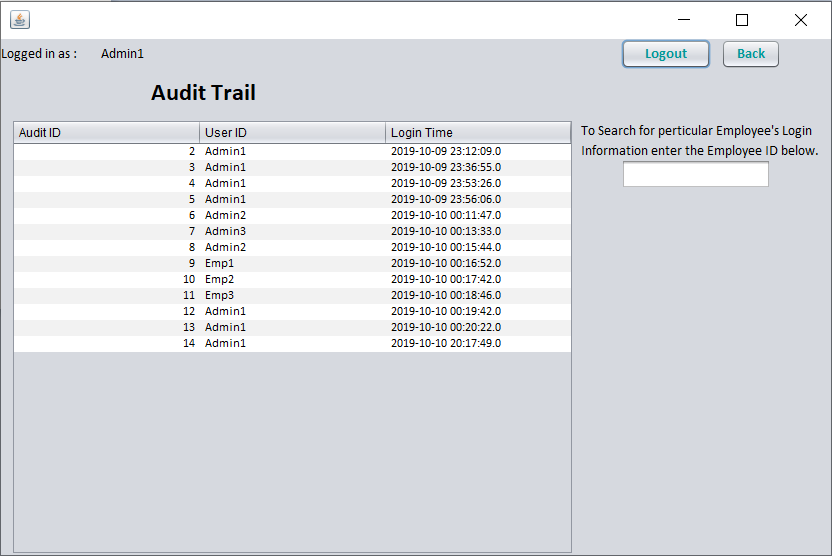 Logged in as : Admin1 Logout Back
Audit Trail
Audit ID User ID Login Time
2 Admin1 2019-10-09 23:12:09.0
3 Admin1 2019-10-09 23:36:55.0
4 Admin1 2019-10-09 23:53:26.0
5 Admin1 2019-10-09 23:56:06.0
6 Admin2 2019-10-10 00:11:47.0
7 Admin3 2019-10-10 00:13:33.0
8 Admin2 2019-10-10 00:15:44.0
9 Emp1 2019-10-10 00:16:52.0
10 Emp2 2019-10-10 00:17:42.0
11 Emp3 2019-10-10 00:18:46.0
12 Admin1 2019-10-10 00:19:42.0
13 Admin1 2019-10-10 00:20:22.0
14 Admin1 2019-10-10 20:17:49.0
To Search for perticular Employee's Login
Information enter the Employee ID below.